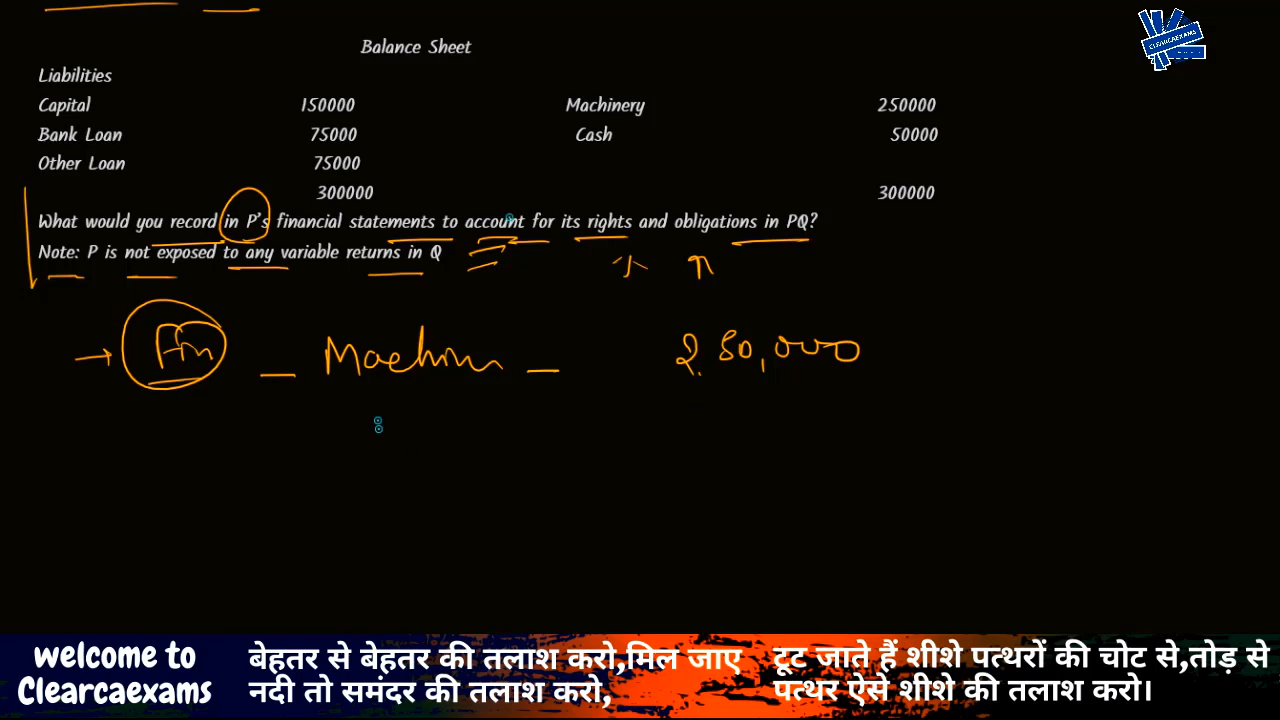 CLEARCAEXAMS
Balance Sheet
Liabilities
Capital 150000 Machinery 250000
Bank Loan 75000 Cash 50000
Other Loan 75000
300000 300000
What would you record in P's financial statements to account for its rights and obligations in PQ?
Note: P is not exposed to any variable returns in Q
2,50,000
welcome to
Clearcaexams
बेहतर से बेहतर की तलाश करो,मिल जाए
नदी तो समंदर की तलाश करो,
टूट जाते हैं शीशे पत्थरों की चोट से,तोड़ से
पत्थर ऐसे शीशे की तलाश करो।